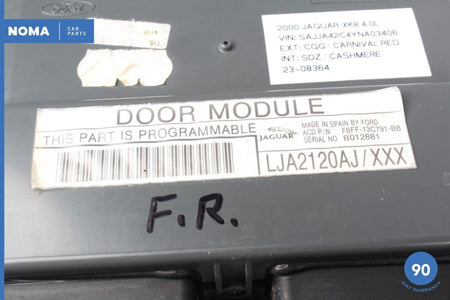 NOMA
CAR PARTS
2000 JAGUAR XK8 4.0L
VIN: SAJJA42C4YNA03406
EXT: CGG : CARNIVAL RED
INT: SDZ : CASHMERE
23-08364
Ford
DOOR MODULE
THIS PART IS PROGRAMMABLE
JAGUAR
MADE IN SPAIN BY FORD
ACD P/N F8FF-13C791-BB
SERIAL NO B012881
LJA2120AJ/XXX
F.R.
90
DAY WARRANTY